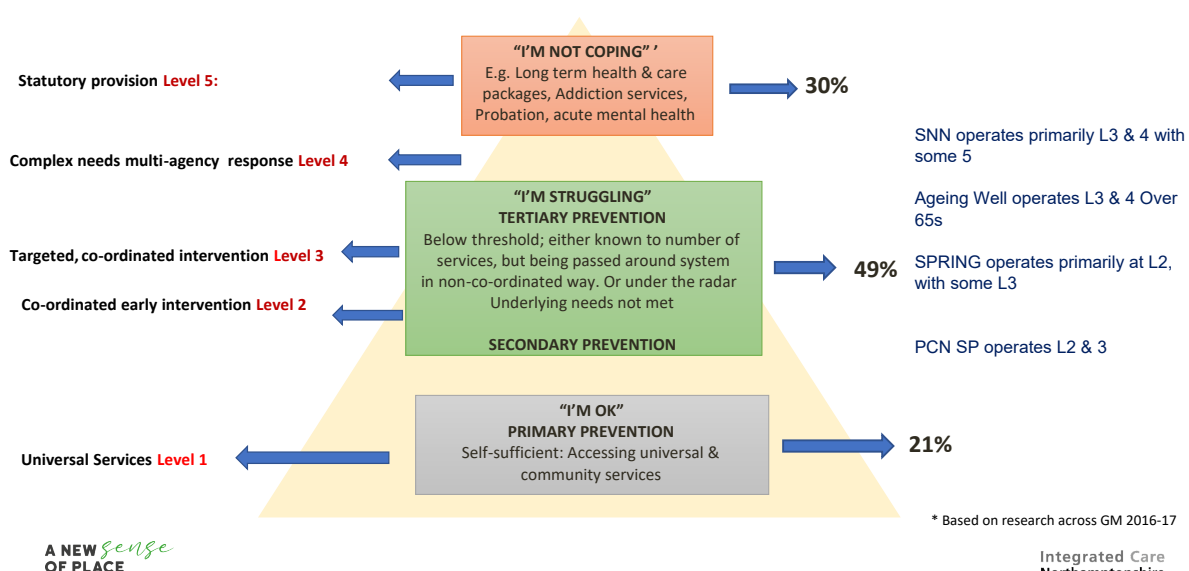 “I’M NOT COPING” ’
E.g. Long term health & care
packages, Addiction services,
Probation, acute mental health
Statutory provision Level 5:
30%
Complex needs multi-agency response Level 4
SNN operates primarily L3 & 4 with
some 5
“I’M STRUGGLING”
TERTIARY PREVENTION
Below threshold; either known to number of
services, but being passed around system
in non-co-ordinated way. Or under the radar
Underlying needs not met
SECONDARY PREVENTION
Ageing Well operates L3 & 4 Over
65s
Targeted, co-ordinated intervention Level 3
49%
SPRING operates primarily at L2,
with some L3
Co-ordinated early intervention Level 2
PCN SP operates L2 & 3
“I’M OK”
PRIMARY PREVENTION
Self-sufficient: Accessing universal &
community services
Universal Services Level 1
21%
* Based on research across GM 2016-17
A NEW sense
OF PLACE
Integrated Care
Northamptonshire